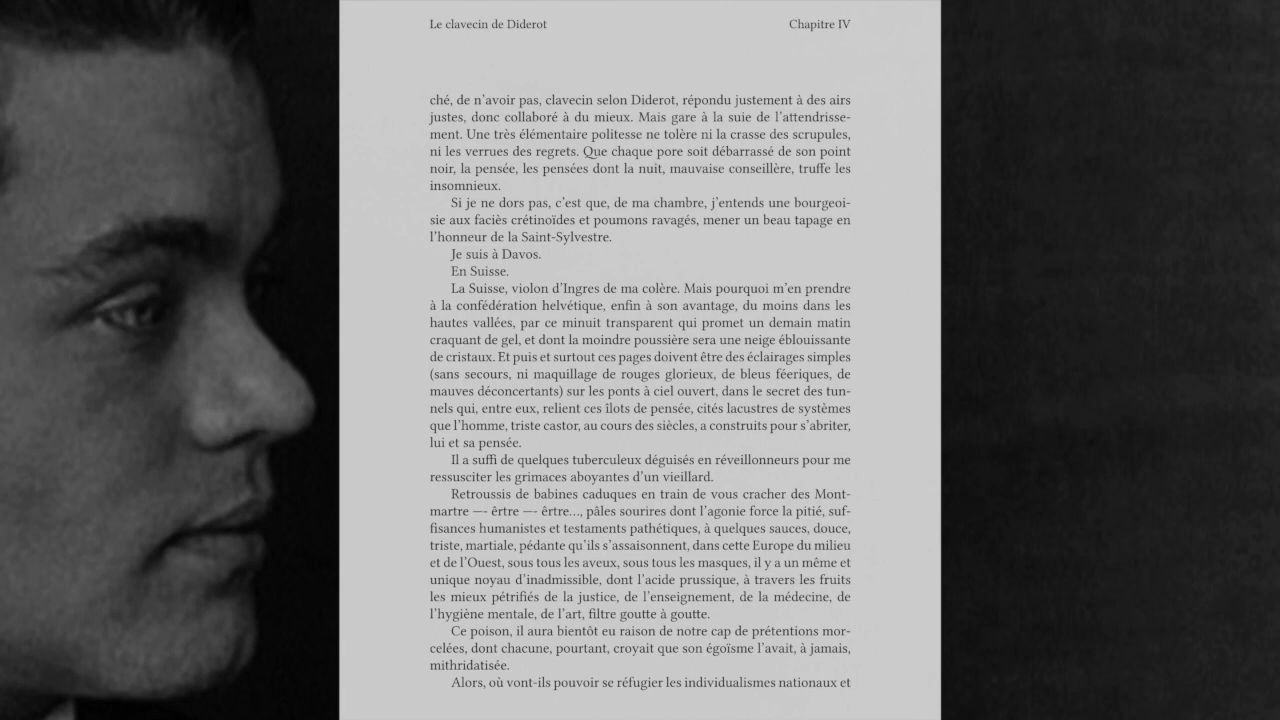 Le clavecin de Diderot Chapitre IV
ché, de n’avoir pas, clavecin selon Diderot, répondu justement à des airs
justes, donc collaboré à du mieux. Mais gare à la suie de l’attendrisse-
ment. Une très élémentaire politesse ne tolère ni la crasse des scrupules,
ni les verrues des regrets. Que chaque pore soit débarrassé de son point
noir, la pensée, les pensées dont la nuit, mauvaise conseillère, truffe les
insomnieux.
Si je ne dors pas, c’est que, de ma chambre, j’entends une bourgeoi-
sie aux faciès crétinoïdes et poumons ravagés, mener un beau tapage en
l’honneur de la Saint-Sylvestre.
Je suis à Davos.
En Suisse.
La Suisse, violon d’Ingres de ma colère. Mais pourquoi m’en prendre
à la confédération helvétique, enfin à son avantage, du moins dans les
hautes vallées, par ce minuit transparent qui promet un demain matin
craquant de gel, et dont la moindre poussière sera une neige éblouissante
de cristaux. Et puis et surtout ces pages doivent être des éclairages simples
(sans secours, ni maquillage de rouges glorieux, de bleus féeriques, de
mauves déconcertants) sur les ponts à ciel ouvert, dans le secret des tun-
nels qui, entre eux, relient ces îlots de pensée, cités lacustres de systèmes
que l’homme, triste castor, au cours des siècles, a construits pour s’abriter,
lui et sa pensée.
Il a suffi de quelques tuberculeux déguisés en réveillonneurs pour me
ressusciter les grimaces aboyantes d’un vieillard.
Retroussis de babines caduques en train de vous cracher des Mont-
martre —- êrtre —- êrtre…, pâles sourires dont l’agonie force la pitié, suf-
fisances humanistes et testaments pathétiques, à quelques sauces, douce,
triste, martiale, pédante qu’ils s’assaisonnent, dans cette Europe du milieu
et de l’Ouest, sous tous les aveux, sous tous les masques, il y a un même et
unique noyau d’inadmissible, dont l’acide prussique, à travers les fruits
les mieux pétrifiés de la justice, de l’enseignement, de la médecine, de
l’hygiène mentale, de l’art, filtre goutte à goutte.
Ce poison, il aura bientôt eu raison de notre cap de prétentions mor-
celées, dont chacune, pourtant, croyait que son égoïsme l’avait, à jamais,
mithridatisée.
Alors, où vont-ils pouvoir se réfugier les individualismes nationaux et